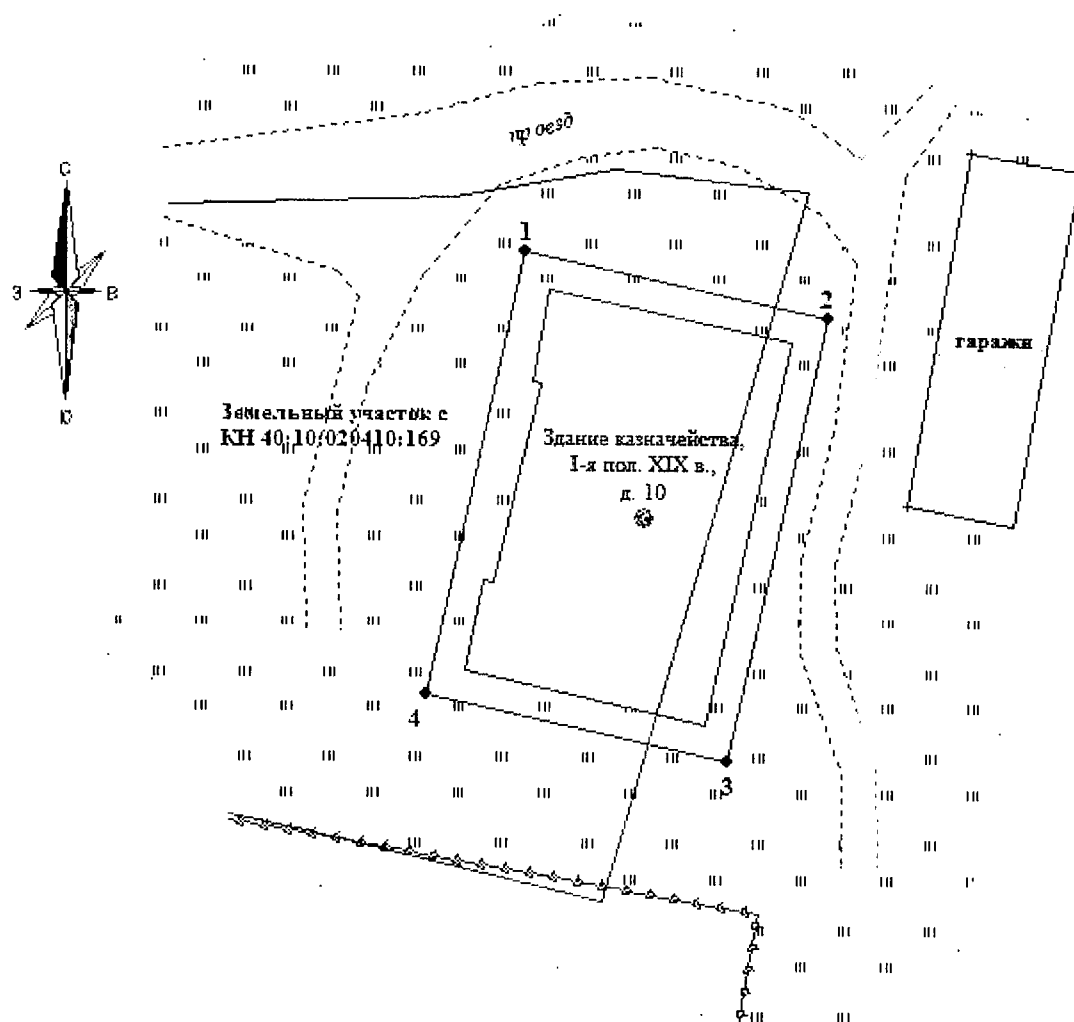 проезд
С
З
В
Ю
1
2
гаражи
Земельный участок с
КН 40:10:020410:169
Здание казначейства,
I-я пол. XIX в.,
д. 10
4
3